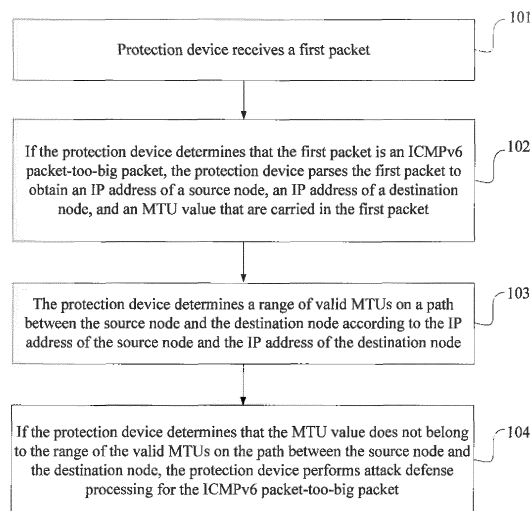 101
Protection device receives a first packet
102
If the protection device determines that the first packet is an ICMPv6
packet-too-big packet, the protection device parses the first packet to
obtain an IP address of a source node, an IP address of a destination
node, and an MTU value that are carried in the first packet
103
The protection device determines a range of valid MTUs on a path
between the source node and the destination node according to the IP
address of the source node and the IP address of the destination node
104
If the protection device determines that the MTU value does not belong
to the range of the valid MTUs on the path between the source node
and the destination node, the protection device performs attack defense
processing for the ICMPv6 packet-too-big packet